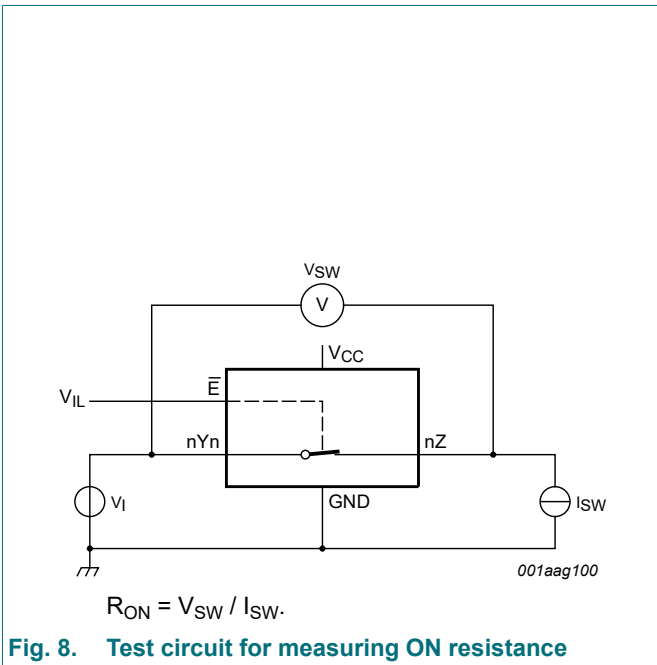 VSW
V
VCC
E̅
VIL
nYn
nZ
VI
GND
ISW
001aag100
RON = VSW / ISW.
Fig. 8. Test circuit for measuring ON resistance